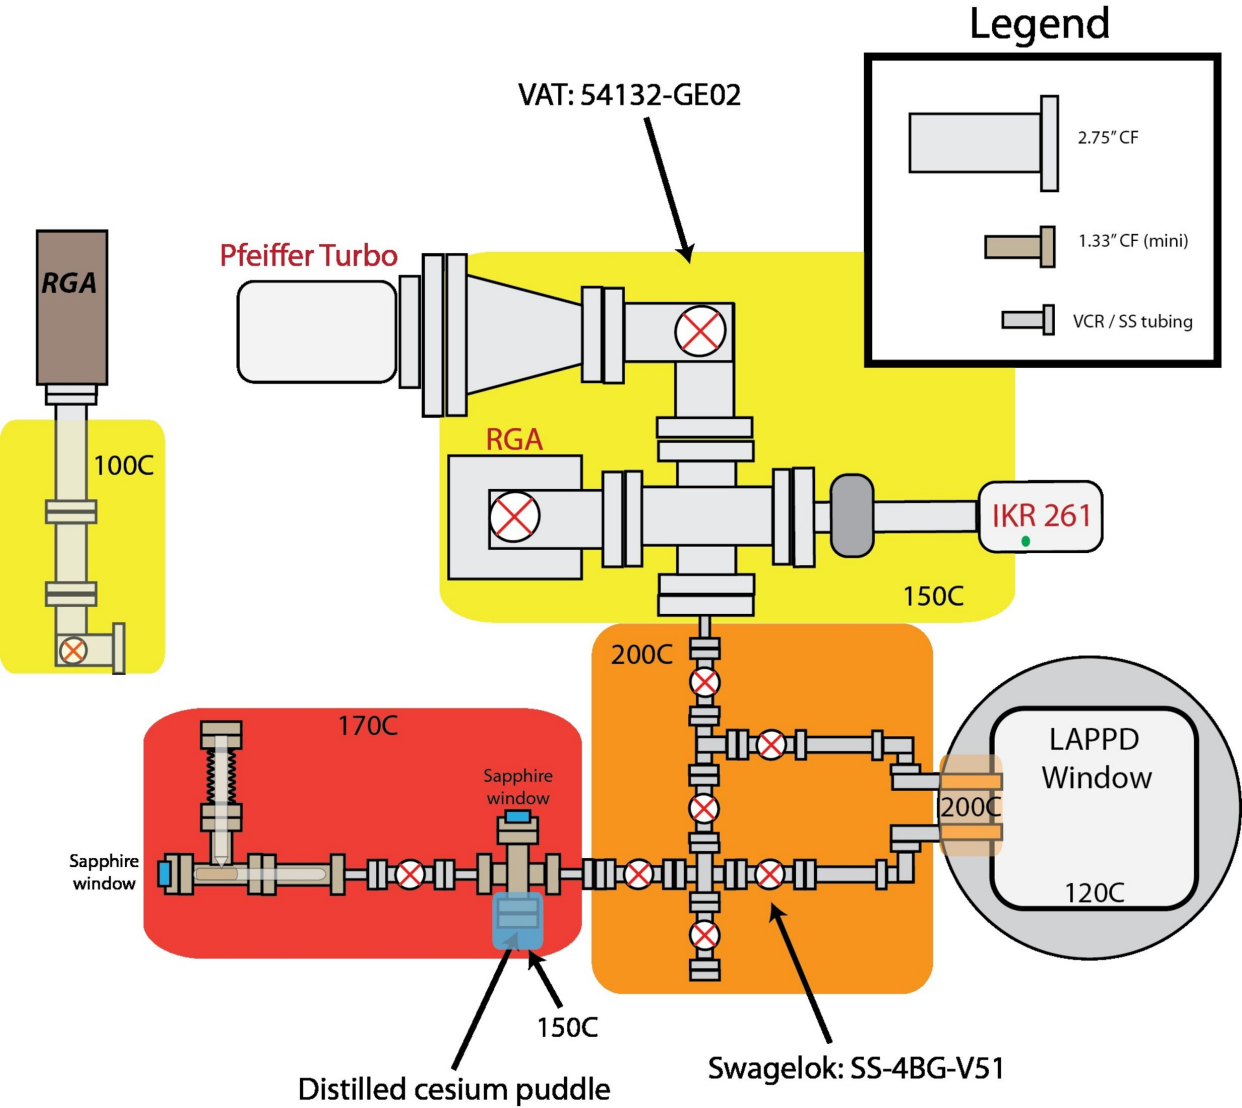 Legend
2.75" CF
1.33" CF (mini)
VCR / SS tubing
VAT: 54132-GE02
Pfeiffer Turbo
RGA
100C
RGA
IKR 261
150C
200C
170C
Sapphire
window
Sapphire
window
LAPPD
Window
200C
120C
150C
Distilled cesium puddle
Swagelok: SS-4BG-V51